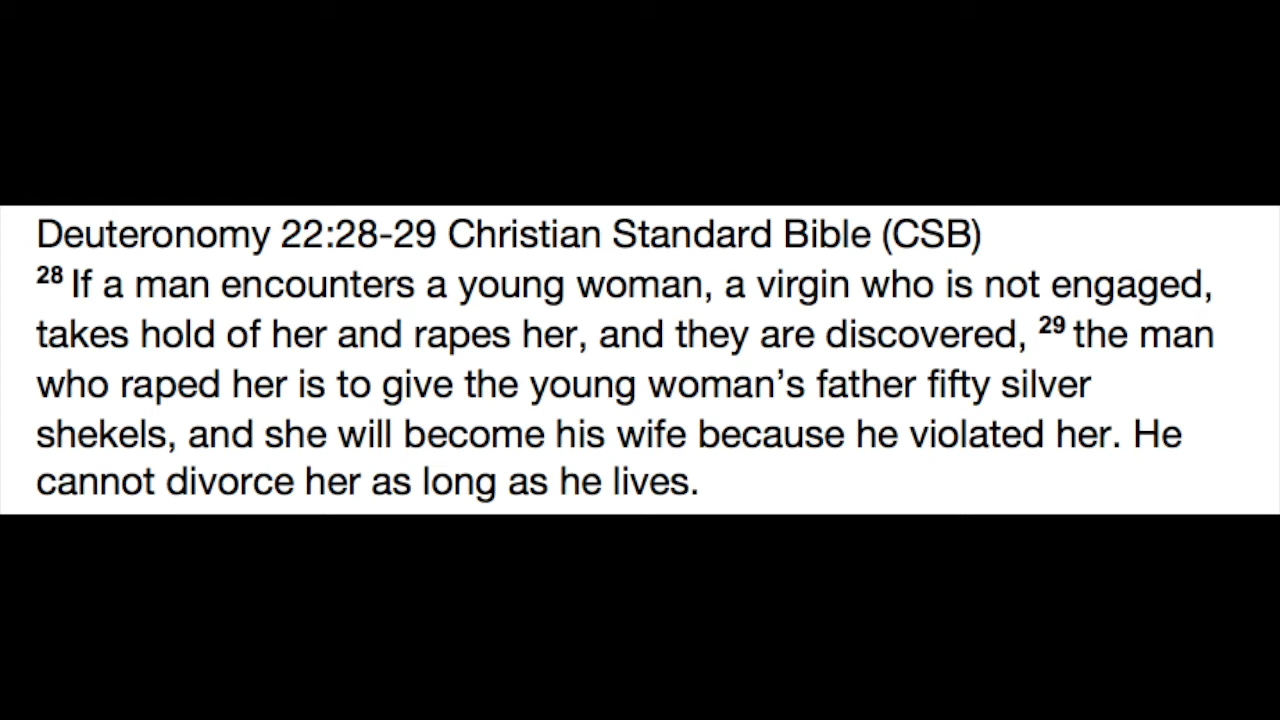 Deuteronomy 22:28-29 Christian Standard Bible (CSB)
28 If a man encounters a young woman, a virgin who is not engaged,
takes hold of her and rapes her, and they are discovered, 29 the man
who raped her is to give the young woman’s father fifty silver
shekels, and she will become his wife because he violated her. He
cannot divorce her as long as he lives.